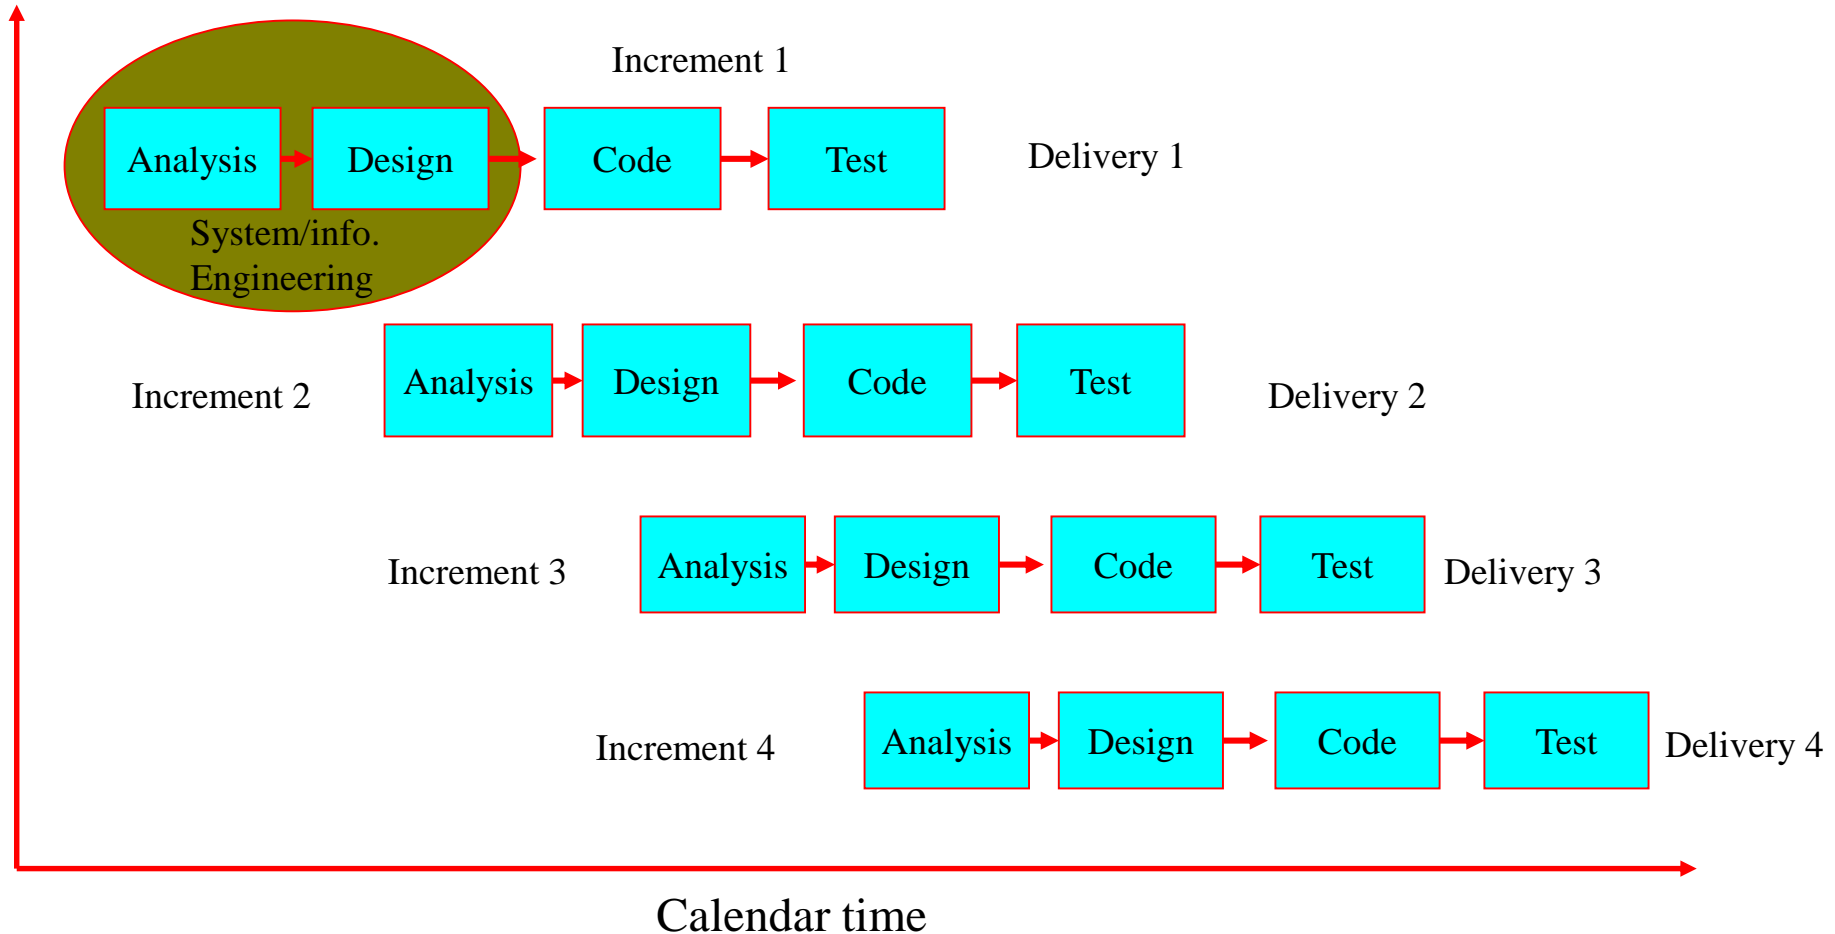 Increment 1
Analysis
Design
Code
Test
Delivery 1
System/info.
Engineering
Increment 2
Analysis
Design
Code
Test
Delivery 2
Increment 3
Analysis
Design
Code
Test
Delivery 3
Increment 4
Analysis
Design
Code
Test
Delivery 4
Calendar time